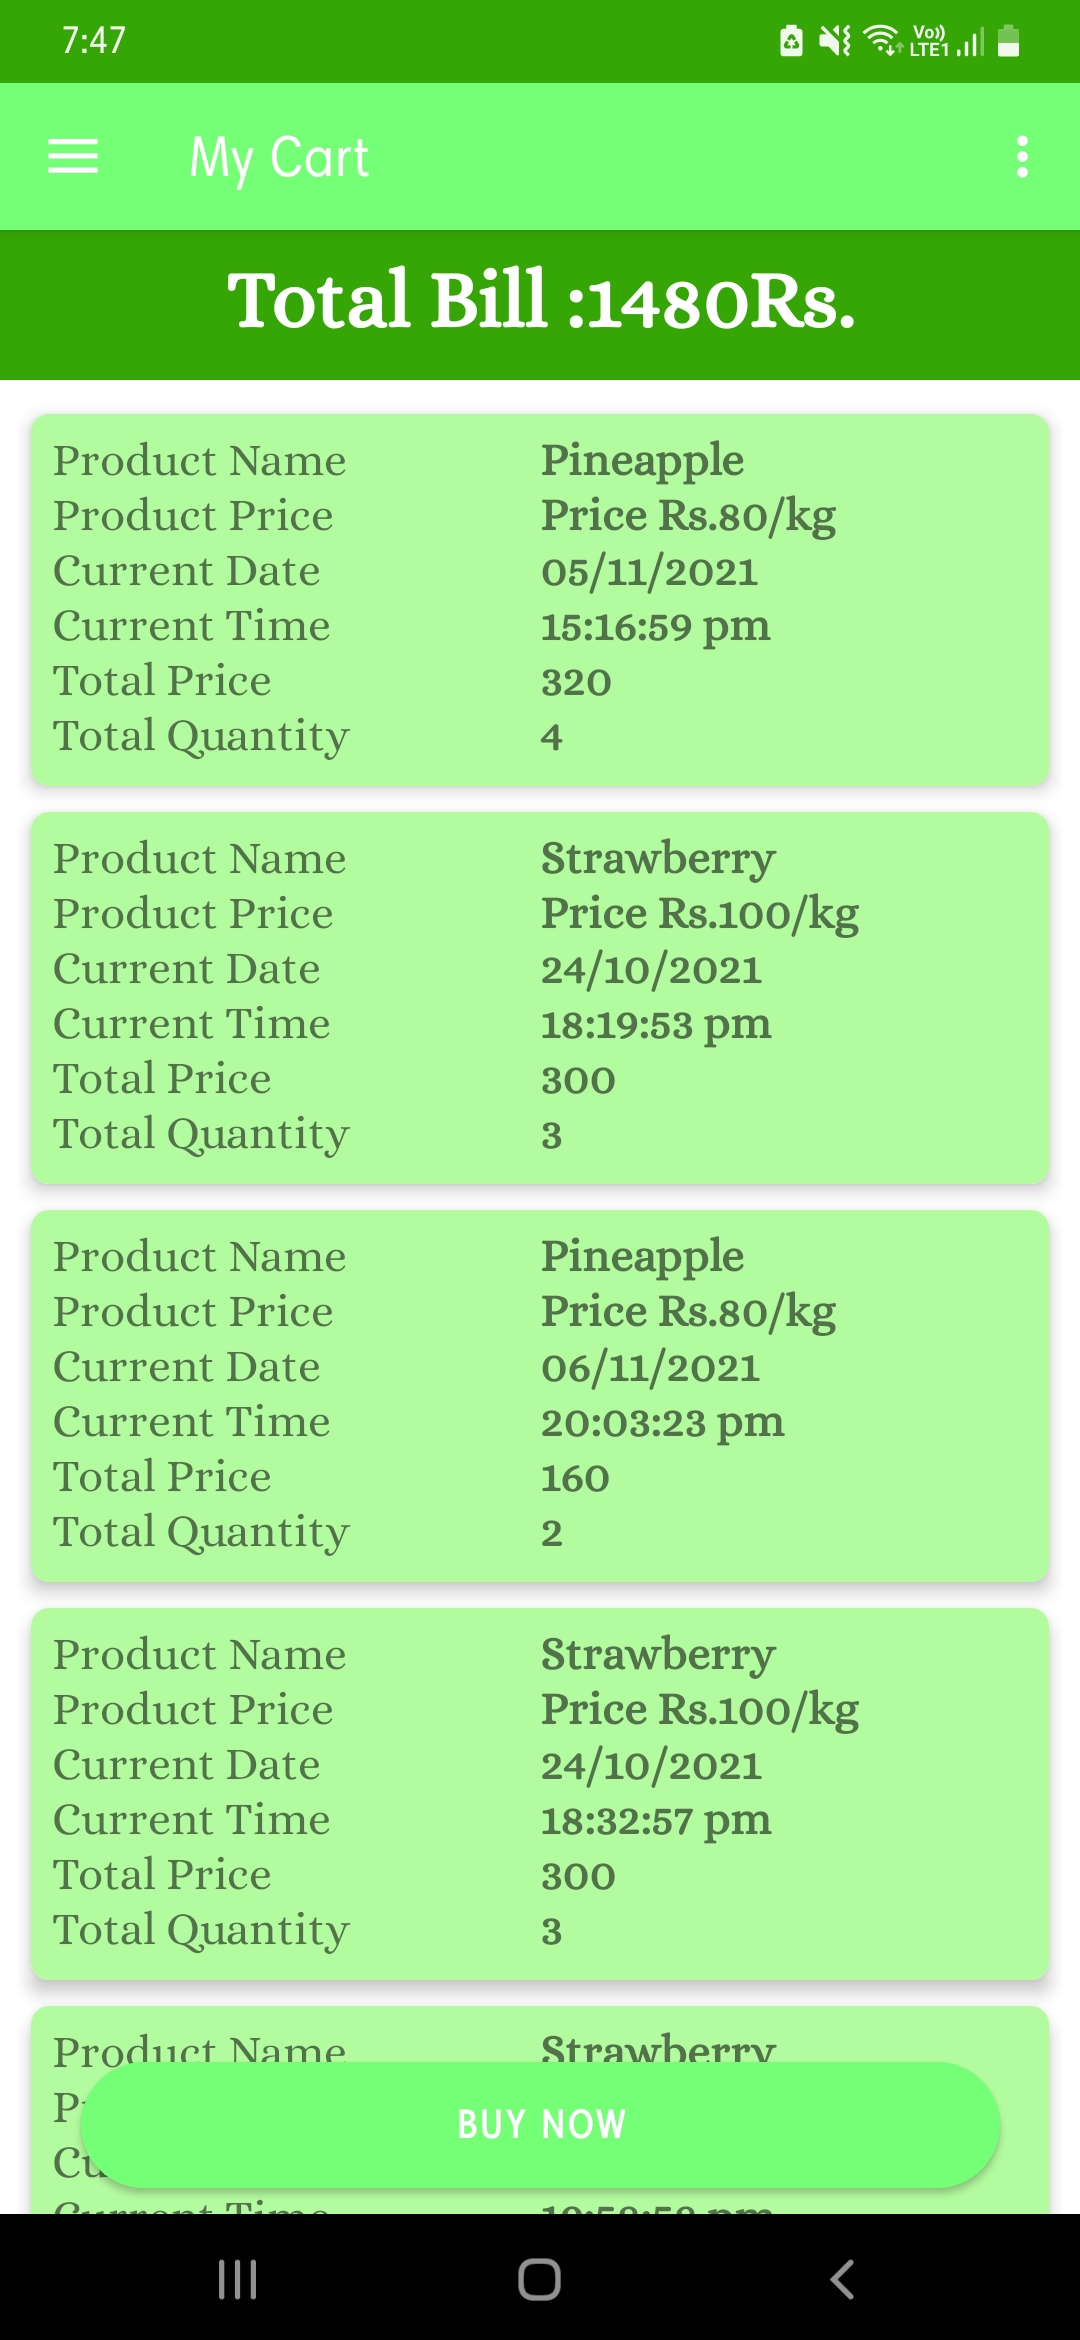 7:47
Vo))
LTE1
My Cart
Total Bill :1480Rs.
Product Name Pineapple
Product Price Price Rs.80/kg
Current Date 05/11/2021
Current Time 15:16:59 pm
Total Price 320
Total Quantity 4
Product Name Strawberry
Product Price Price Rs.100/kg
Current Date 24/10/2021
Current Time 18:19:53 pm
Total Price 300
Total Quantity 3
Product Name Pineapple
Product Price Price Rs.80/kg
Current Date 06/11/2021
Current Time 20:03:23 pm
Total Price 160
Total Quantity 2
Product Name Strawberry
Product Price Price Rs.100/kg
Current Date 24/10/2021
Current Time 18:32:57 pm
Total Price 300
Total Quantity 3
Product Name Strawberry
BUY NOW
Current Time